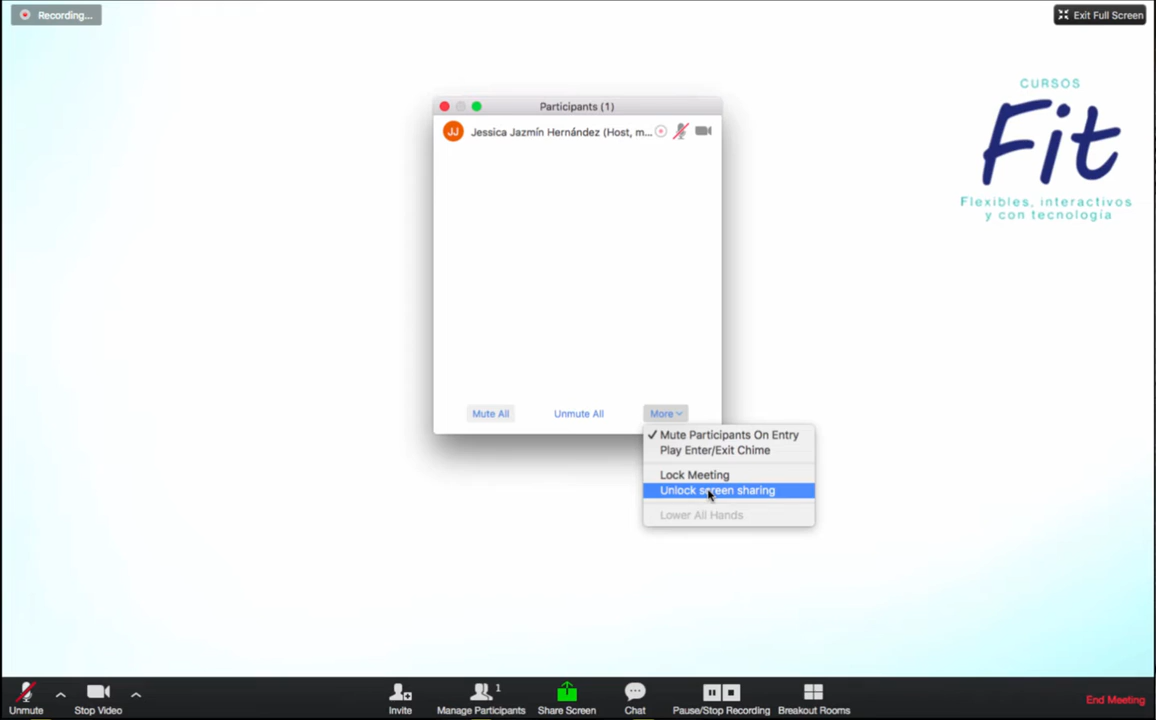 Recording...
Exit Full Screen
CURSOS
Fit
Flexibles, interactivos
y con tecnología
Participants (1)
JJ Jessica Jazmín Hernández (Host, m...
Mute All Unmute All More
✓ Mute Participants On Entry
Play Enter/Exit Chime
Lock Meeting
Unlock screen sharing
Lower All Hands
1
Unmute Stop Video Invite Manage Participants Share Screen Chat Pause/Stop Recording Breakout Rooms End Meeting